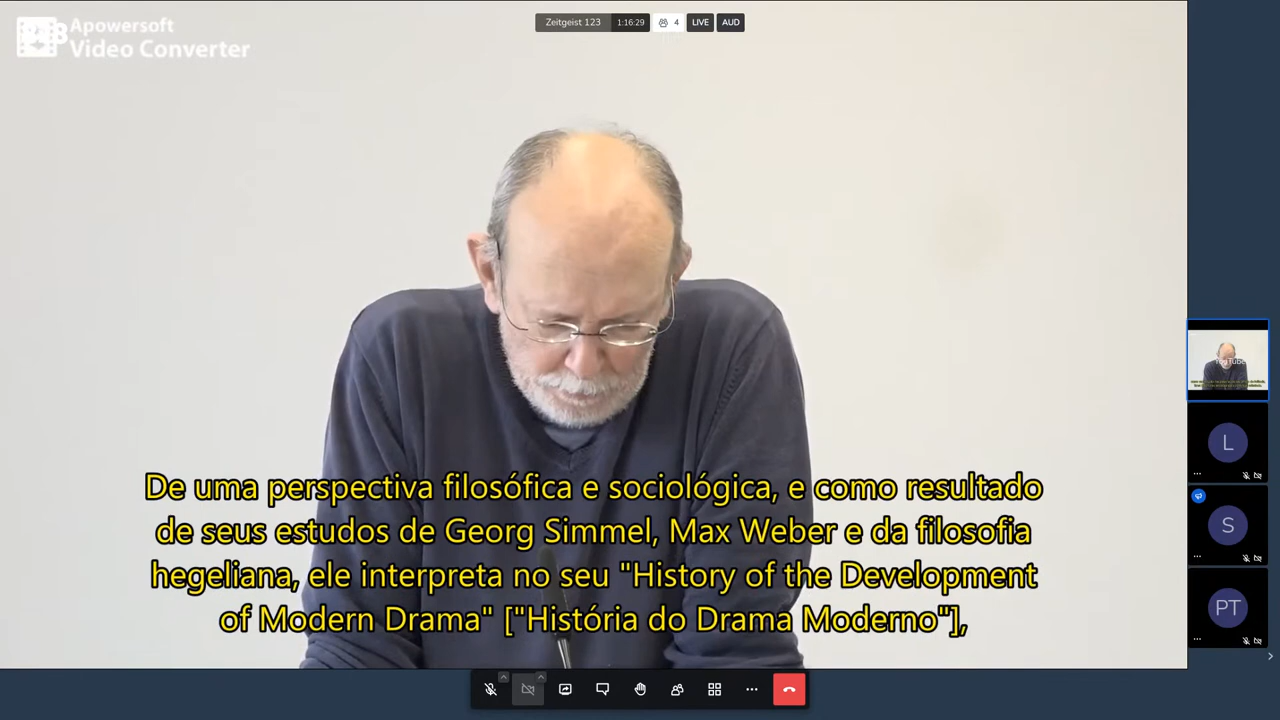 Apowersoft
Video Converter
Zeitgeist 123 1:16:29 4 LIVE AUD
De uma perspectiva filosófica e sociológica, e como resultado
de seus estudos de Georg Simmel, Max Weber e da filosofia
hegeliana, ele interpreta no seu "History of the Development
of Modern Drama" ["História do Drama Moderno"],
YouTube
L
S
PT